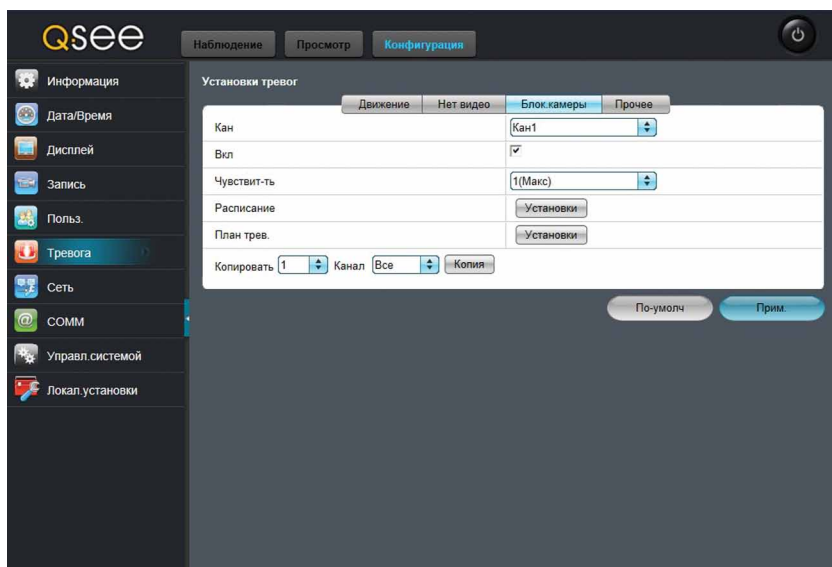 Qsee
Наблюдение Просмотр Конфигурация
Информация
Дата/Время
Дисплей
Запись
Польз.
Тревога
Сеть
COMM
Управл.системой
Локал.установки
Установки тревог
Движение Нет видео Блок.камеры Прочее
Кан Кан1
Вкл
Чувствит-ть 1(Макс)
Расписание Установки
План трев. Установки
Копировать 1 Канал Все Копия
По-умолч Прим.